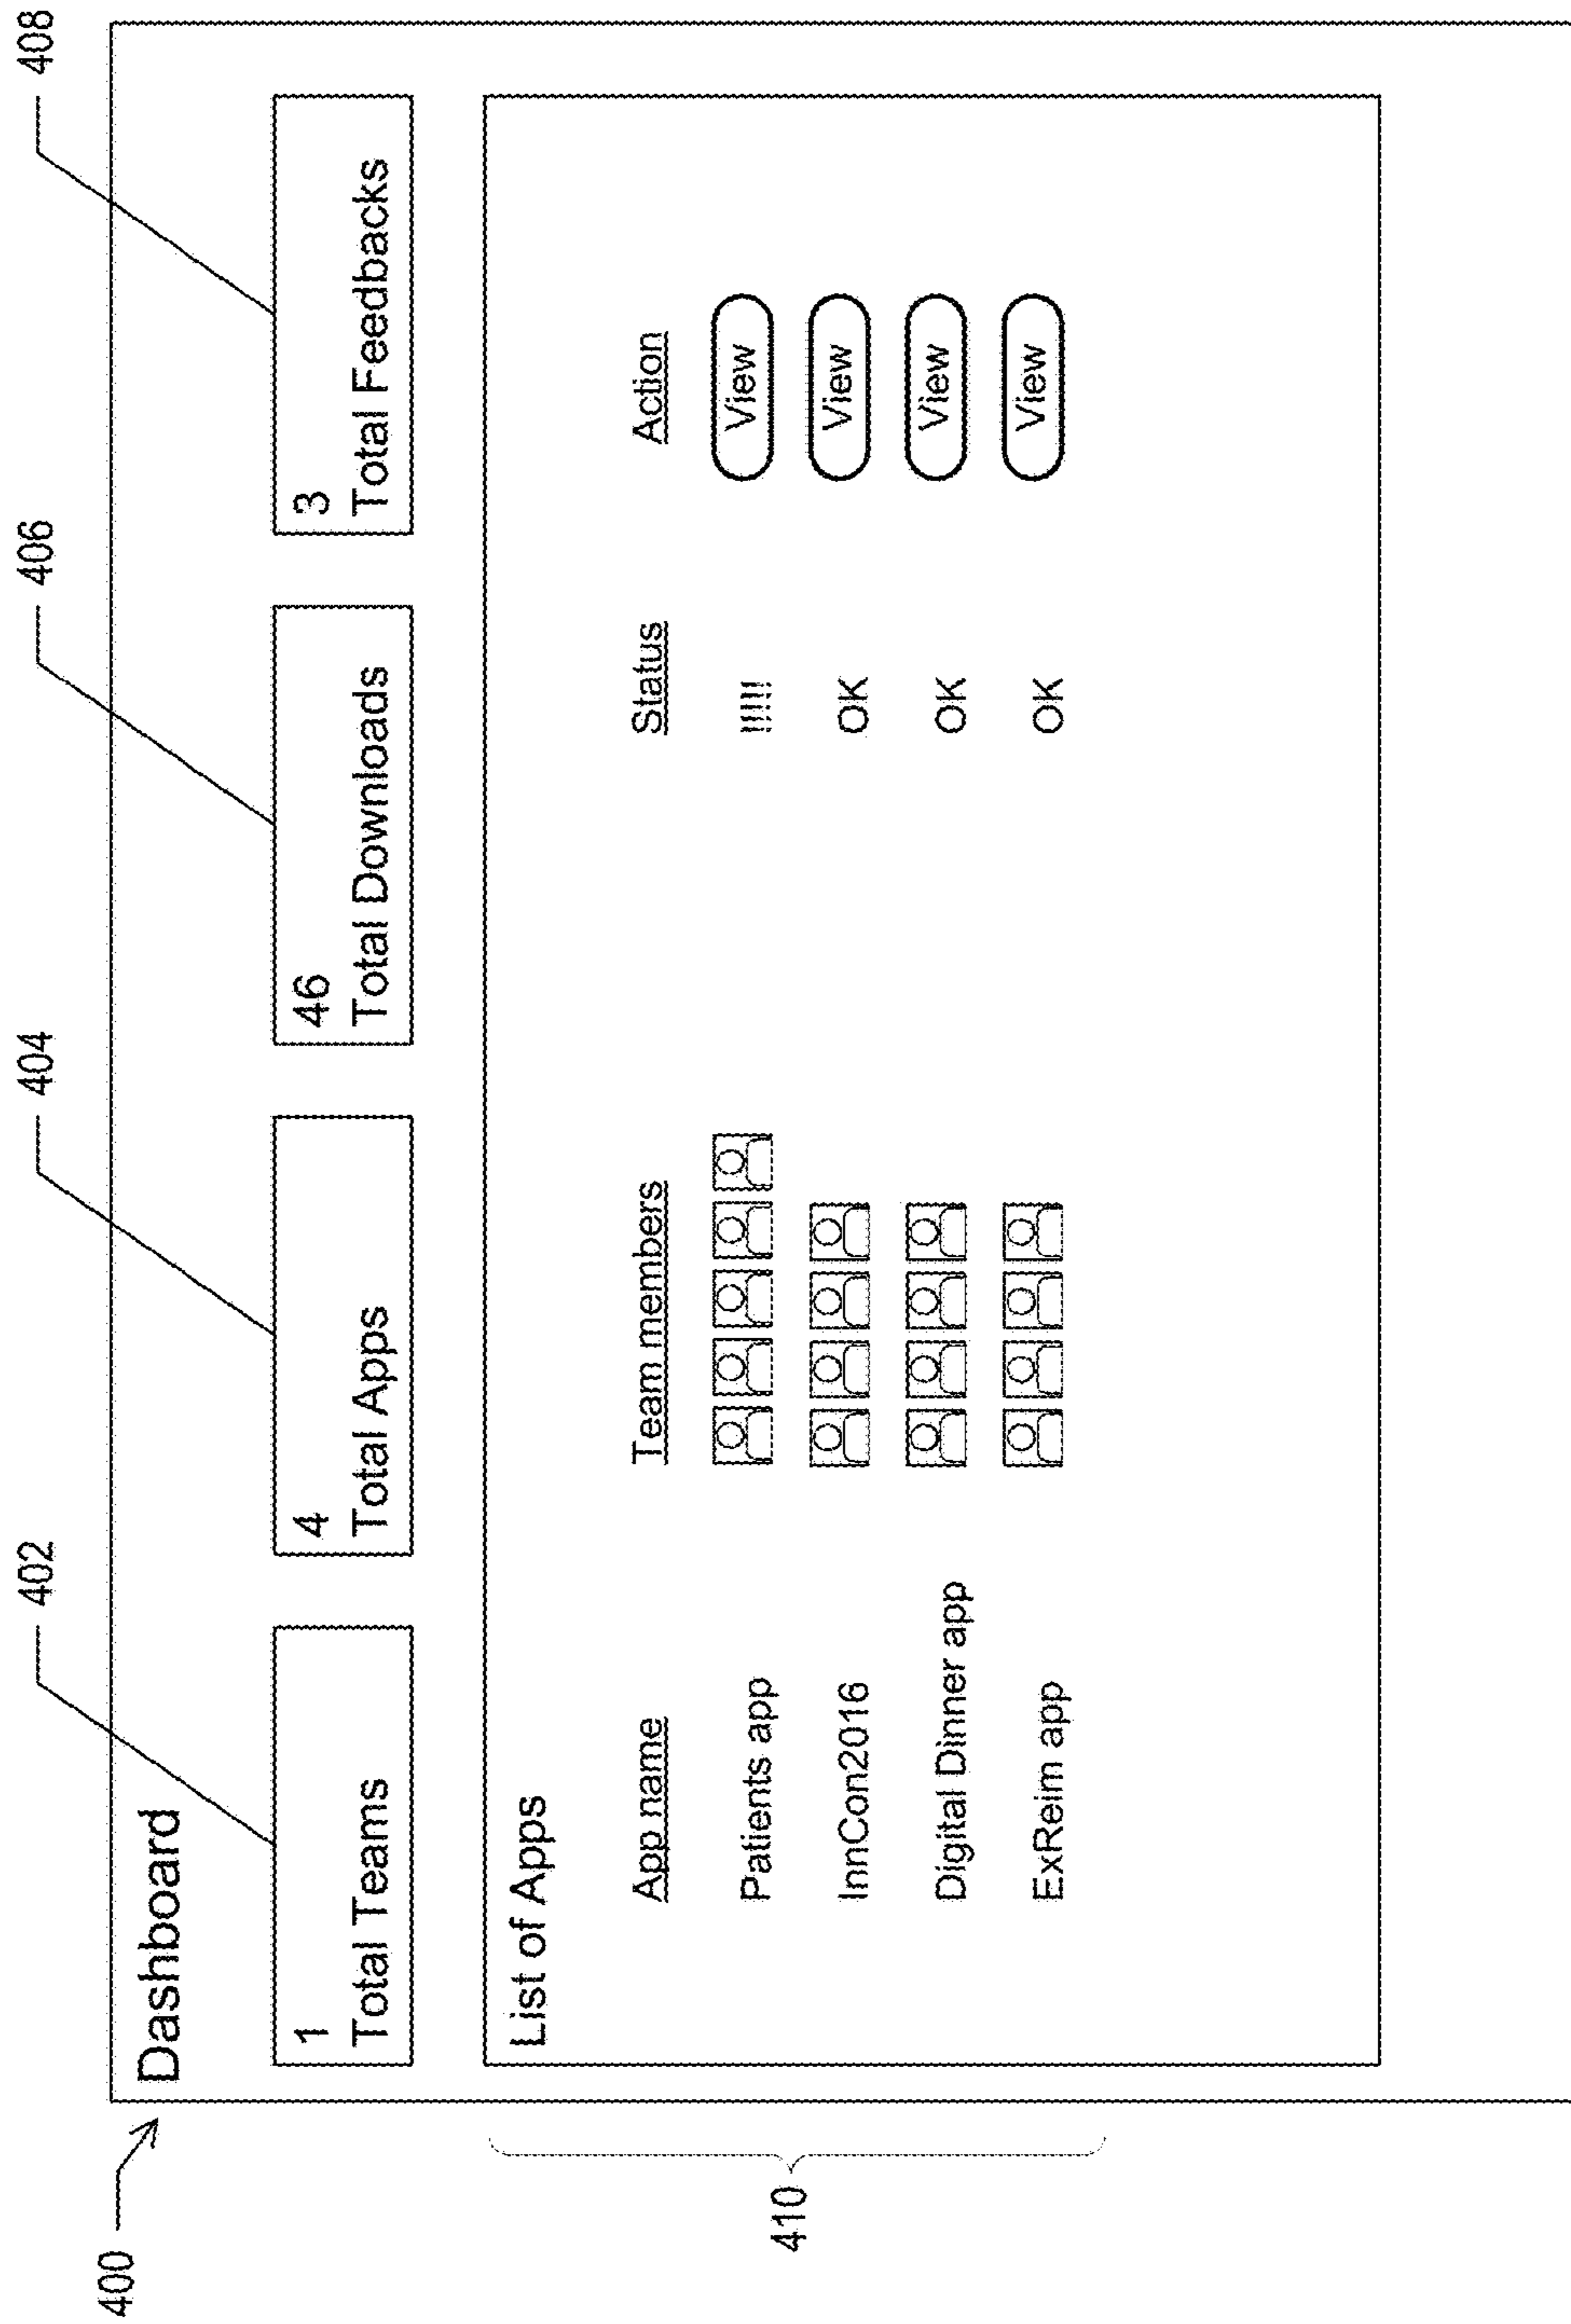 402
404
406
408
400
Dashboard
1
Total Teams
4
Total Apps
46
Total Downloads
3
Total Feedbacks
410
List of Apps
App name Team members Status Action
Patients app !!!!! View
InnCon2016 OK View
Digital Dinner app OK View
ExReim app OK View